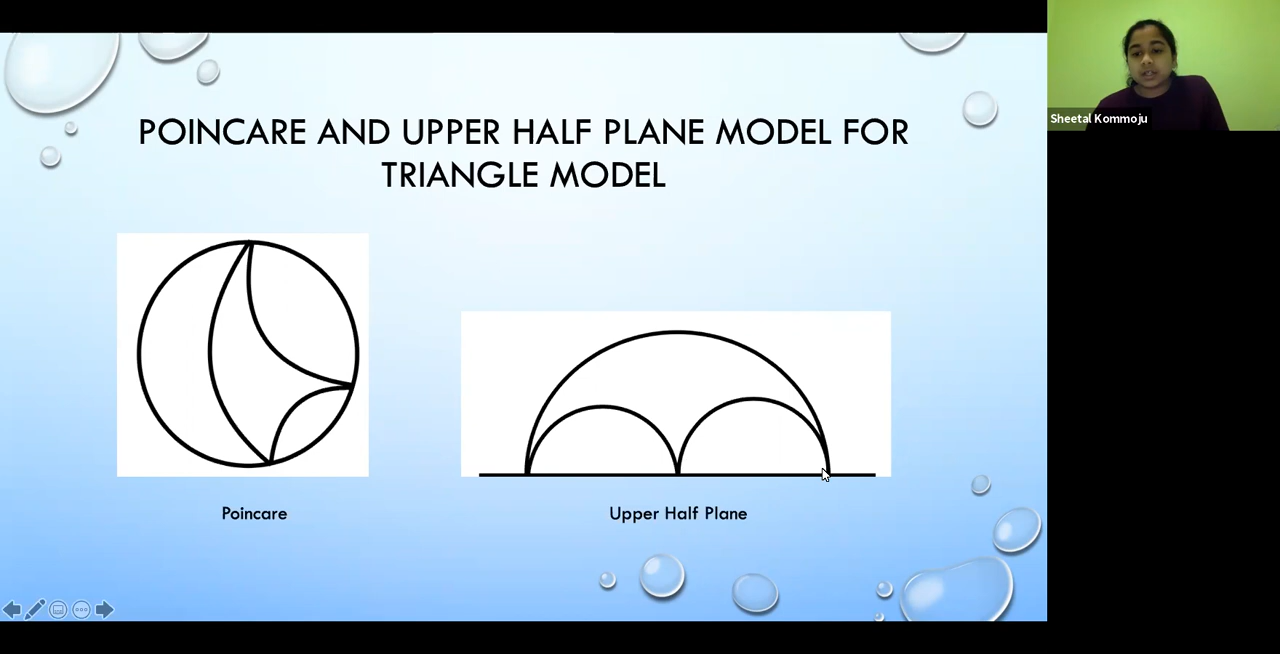 POINCARE AND UPPER HALF PLANE MODEL FOR
TRIANGLE MODEL
Sheetal Kommoju
Poincare
Upper Half Plane